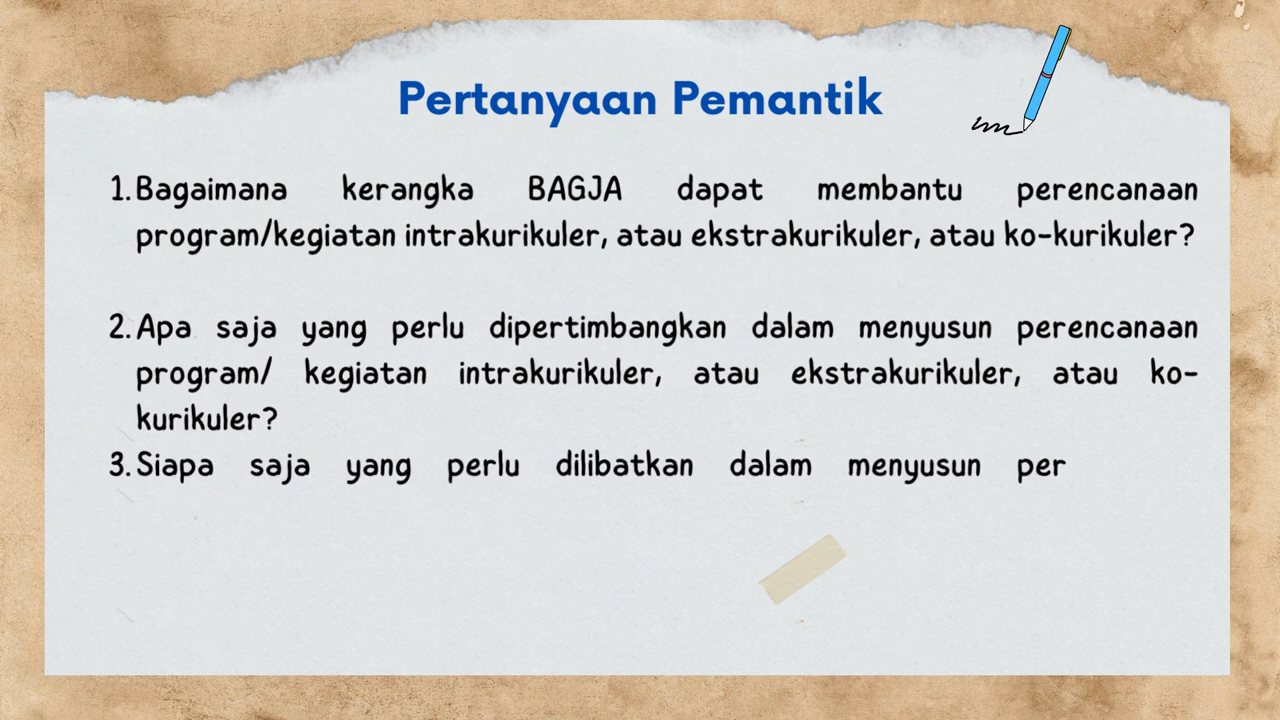 Pertanyaan Pemantik
1. Bagaimana kerangka BAGJA dapat membantu perencanaan
program/kegiatan intrakurikuler, atau ekstrakurikuler, atau ko-kurikuler?
2. Apa saja yang perlu dipertimbangkan dalam menyusun perencanaan
program/ kegiatan intrakurikuler, atau ekstrakurikuler, atau ko-
kurikuler?
3. Siapa saja yang perlu dilibatkan dalam menyusun per